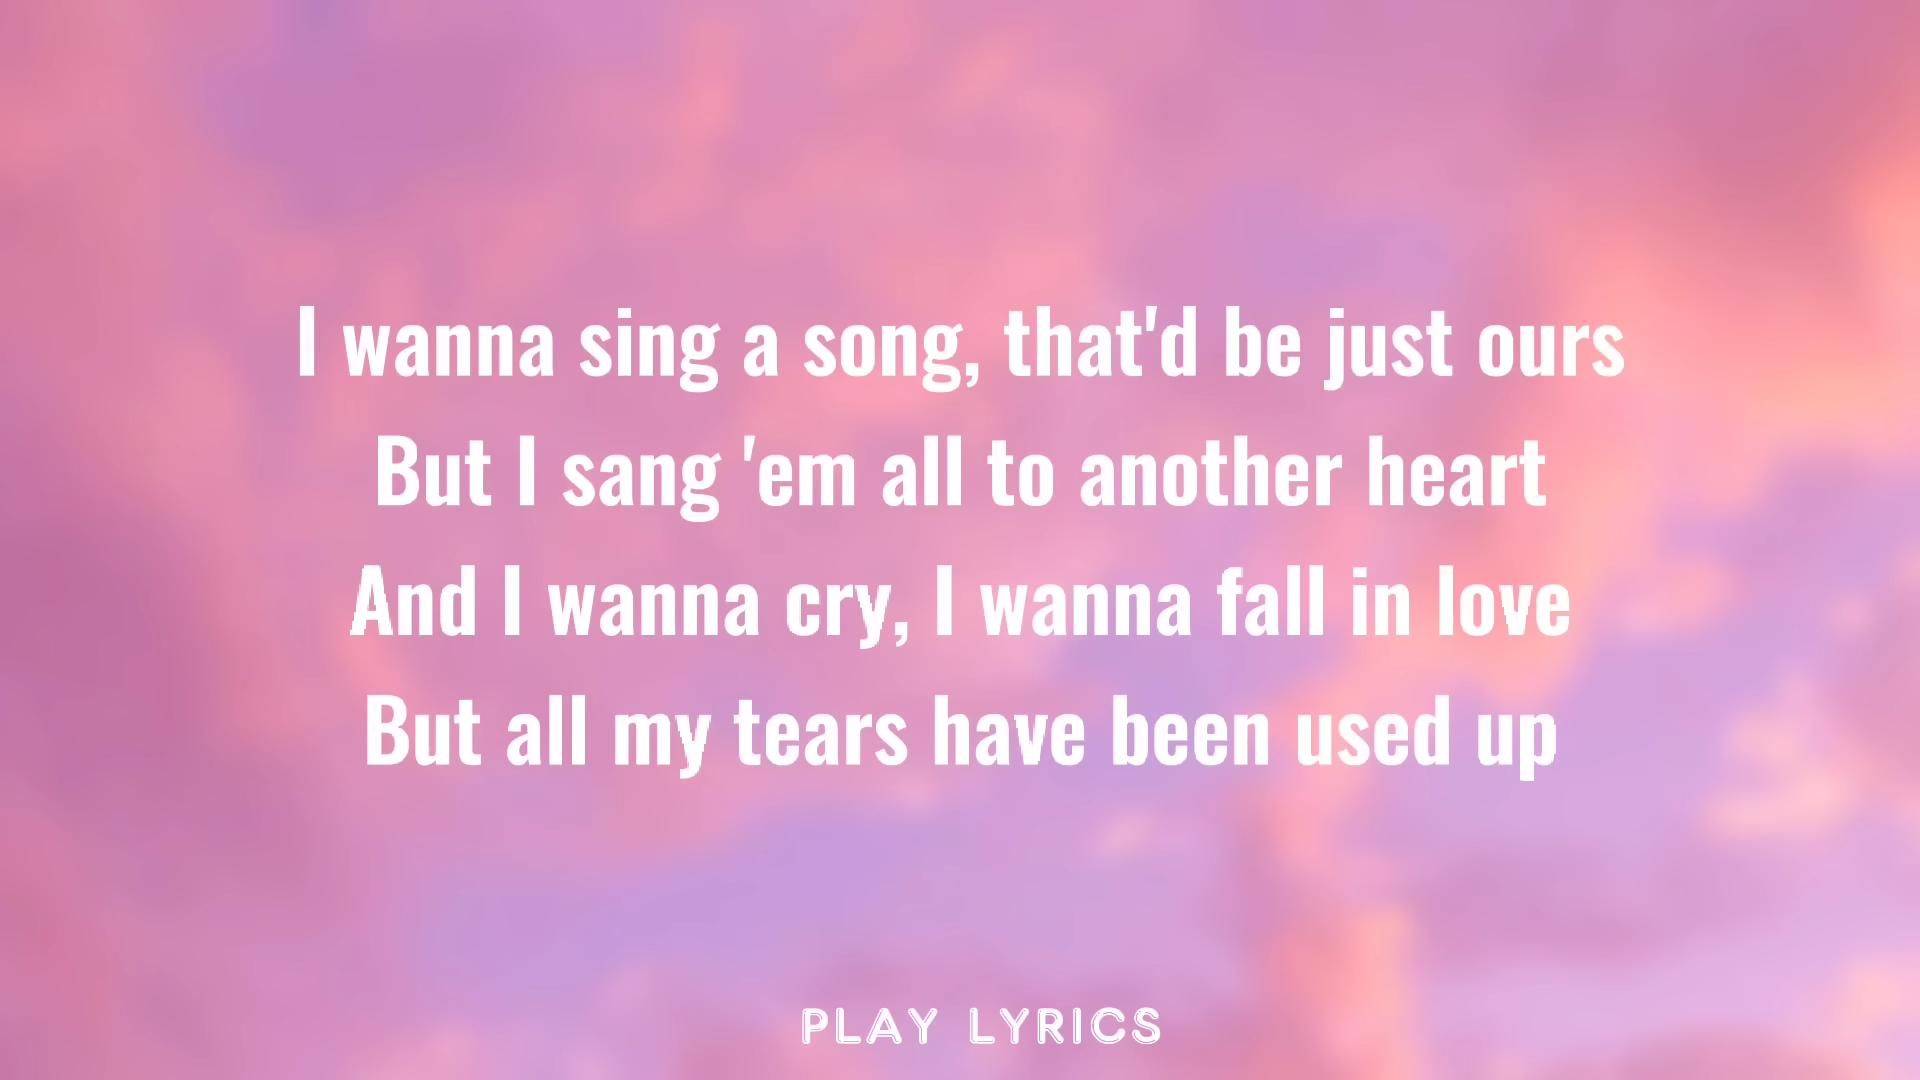 I wanna sing a song, that'd be just ours
But I sang 'em all to another heart
And I wanna cry, I wanna fall in love
But all my tears have been used up
PLAY LYRICS